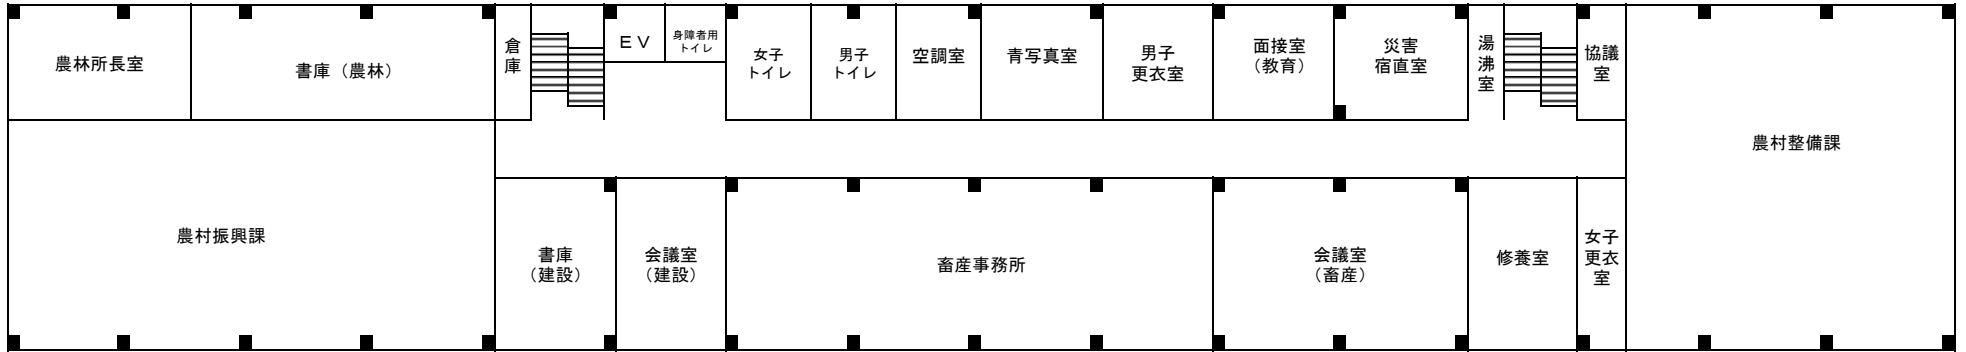 農林所長室
書庫（農林）
倉
庫
ＥＶ
身障者用
トイレ
女子
トイレ
男子
トイレ
空調室
青写真室
男子
更衣室
面接室
（教育）
災害
宿直室
湯
沸
室
協議
室
農村整備課
農村振興課
書庫
（建設）
会議室
（建設）
畜産事務所
会議室
（畜産）
修養室
女子
更衣
室